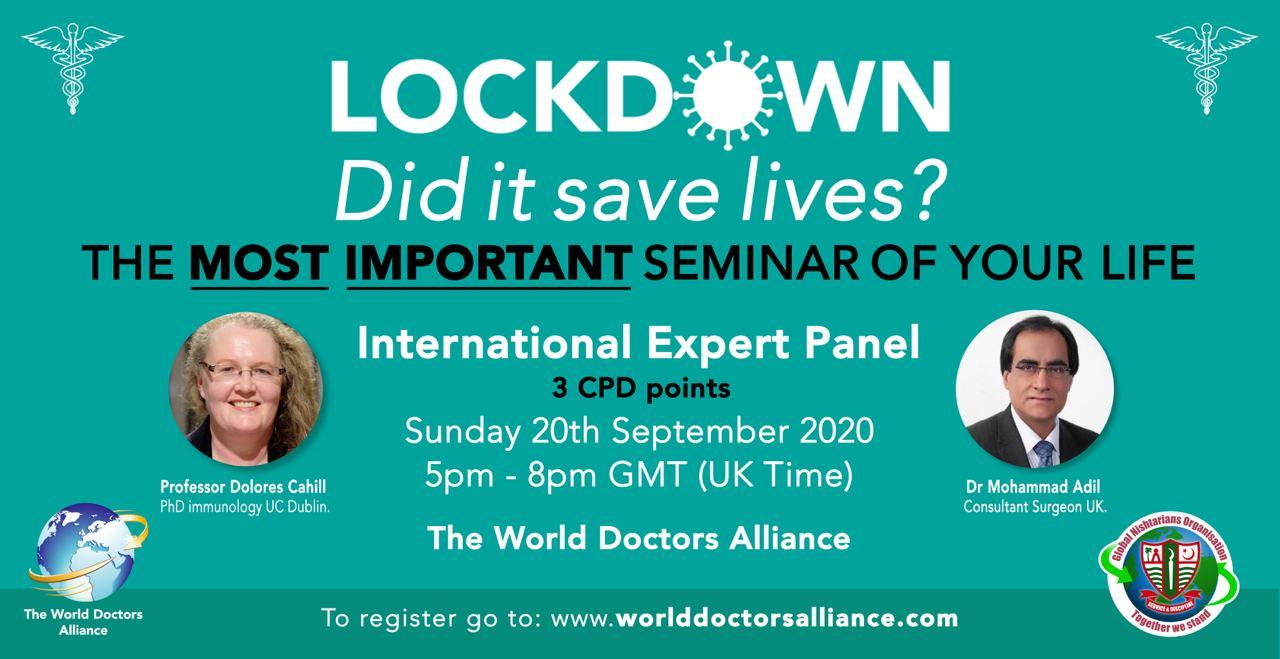 LOCKDOWN
Did it save lives?
THE MOST IMPORTANT SEMINAR OF YOUR LIFE
International Expert Panel
3 CPD points
Sunday 20th September 2020
5pm - 8pm GMT (UK Time)
The World Doctors Alliance
Professor Dolores Cahill
PhD immunology UC Dublin.
Dr Mohammad Adil
Consultant Surgeon UK.
The World Doctors
Alliance
Global Nishtarians Organisation
SERVICE & DISCIPLINE
Together we stand
To register go to: www.worlddoctorsalliance.com